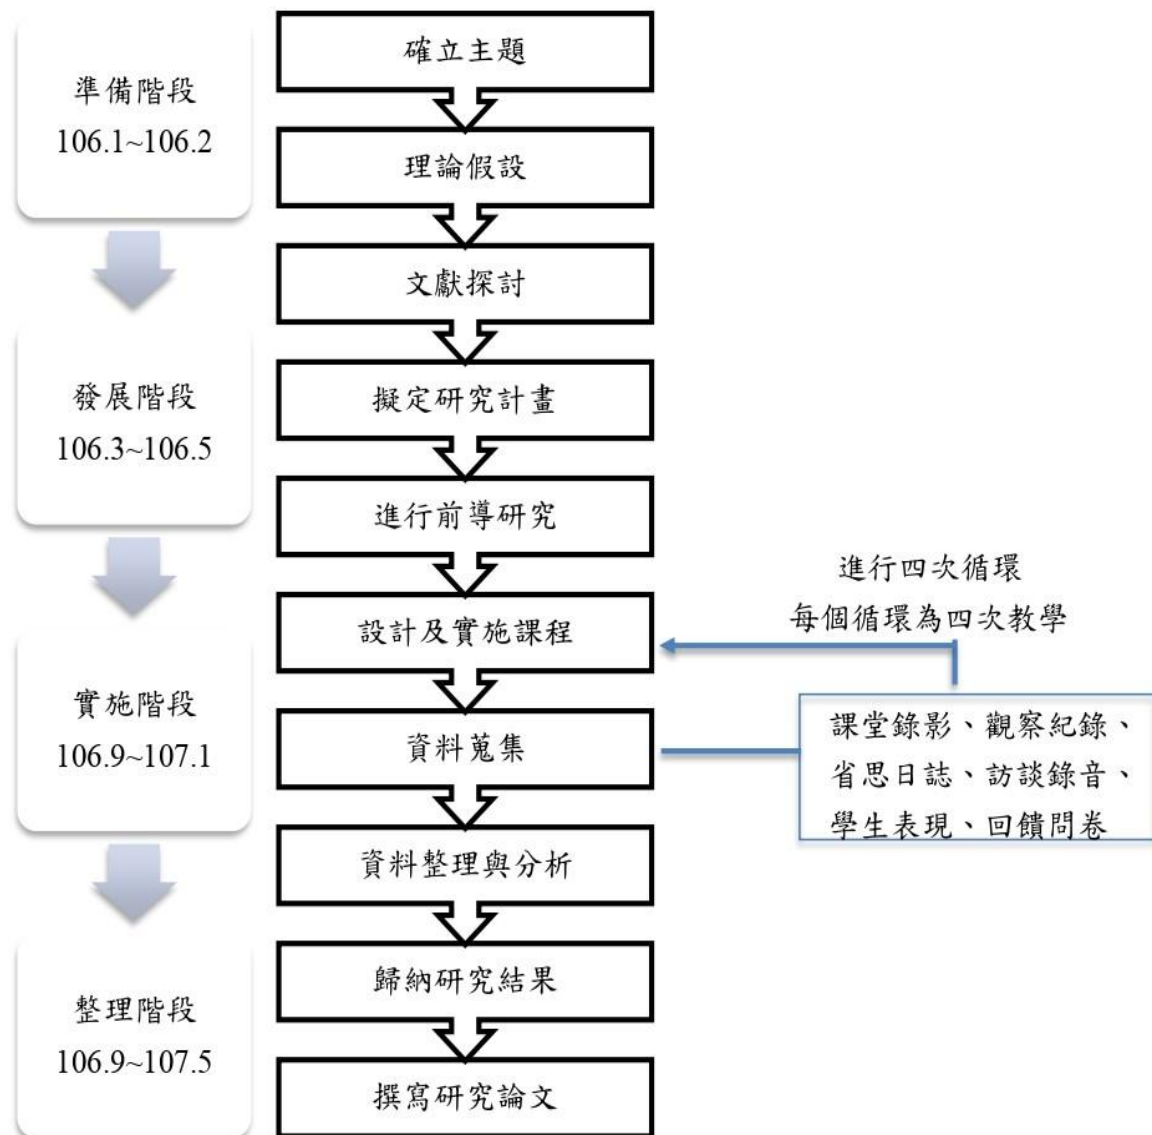 準備階段
106.1~106.2
發展階段
106.3~106.5
實施階段
106.9~107.1
整理階段
106.9~107.5
確立主題
理論假設
文獻探討
擬定研究計畫
進行前導研究
設計及實施課程
資料蒐集
資料整理與分析
歸納研究結果
撰寫研究論文
進行四次循環
每個循環為四次教學
課堂錄影、觀察紀錄、
省思日誌、訪談錄音、
學生表現、回饋問卷